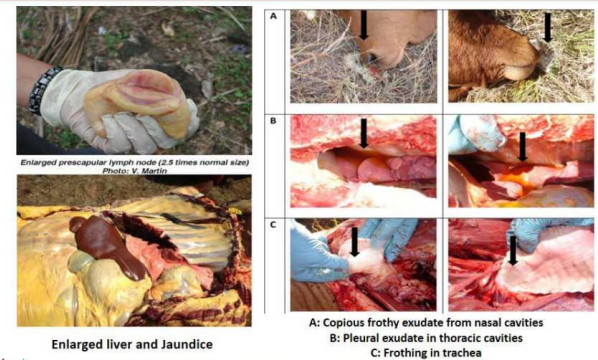 Enlarged prescapular lymph node (2.5 times normal size)
Photo: V. Martin
Enlarged liver and Jaundice
A
B
C
A: Copious frothy exudate from nasal cavities
B: Pleural exudate in thoracic cavities
C: Frothing in trachea